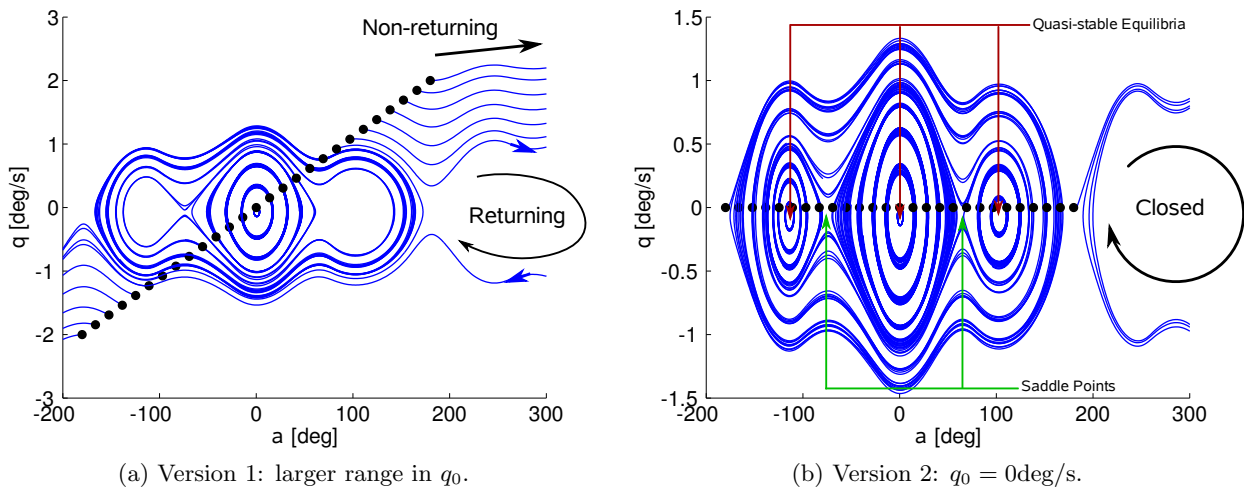 Non-returning
Returning
3
2
1
0
-1
-2
-3
q [deg/s]
-200
-100
0
100
200
300
a [deg]
(a) Version 1: larger range in q₀.
Quasi-stable Equilibria
Closed
Saddle Points
1.5
1
0.5
0
-0.5
-1
-1.5
q [deg/s]
-200
-100
0
100
200
300
a [deg]
(b) Version 2: q₀ = 0deg/s.